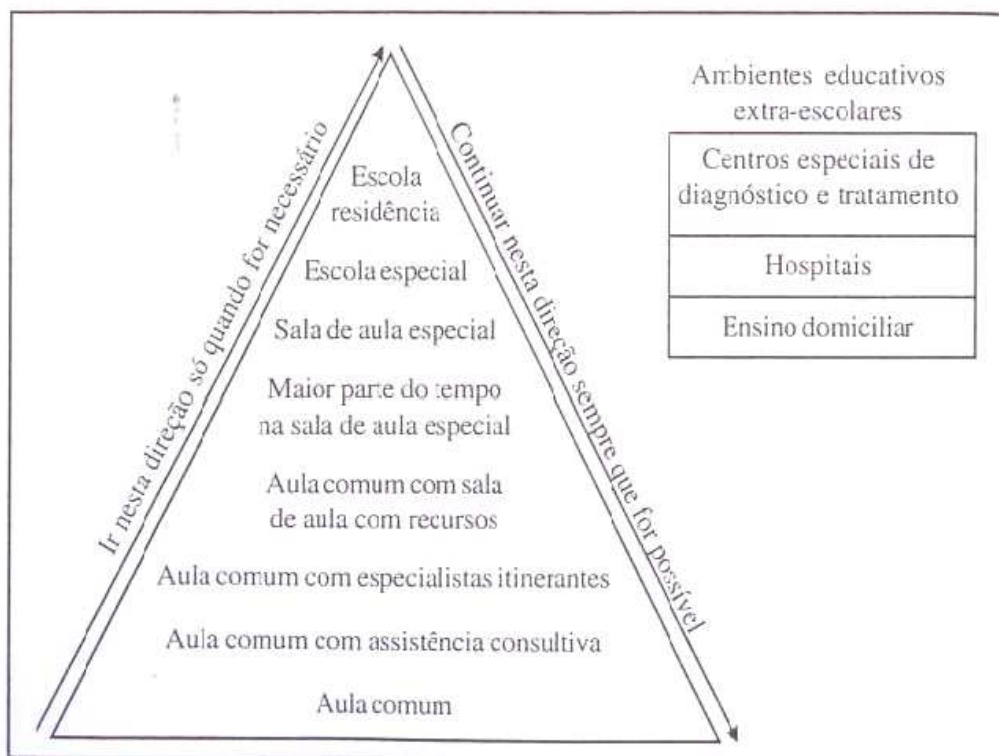 Ir nesta direção só quando for necessário
Continuar nesta direção sempre que for possível
Escola
residência
Escola especial
Sala de aula especial
Maior parte do tempo
na sala de aula especial
Aula comum com sala
de aula com recursos
Aula comum com especialistas itinerantes
Aula comum com assistência consultiva
Aula comum
Ambientes educativos
extra-escolares
Centros especiais de
diagnóstico e tratamento
Hospitais
Ensino domiciliar